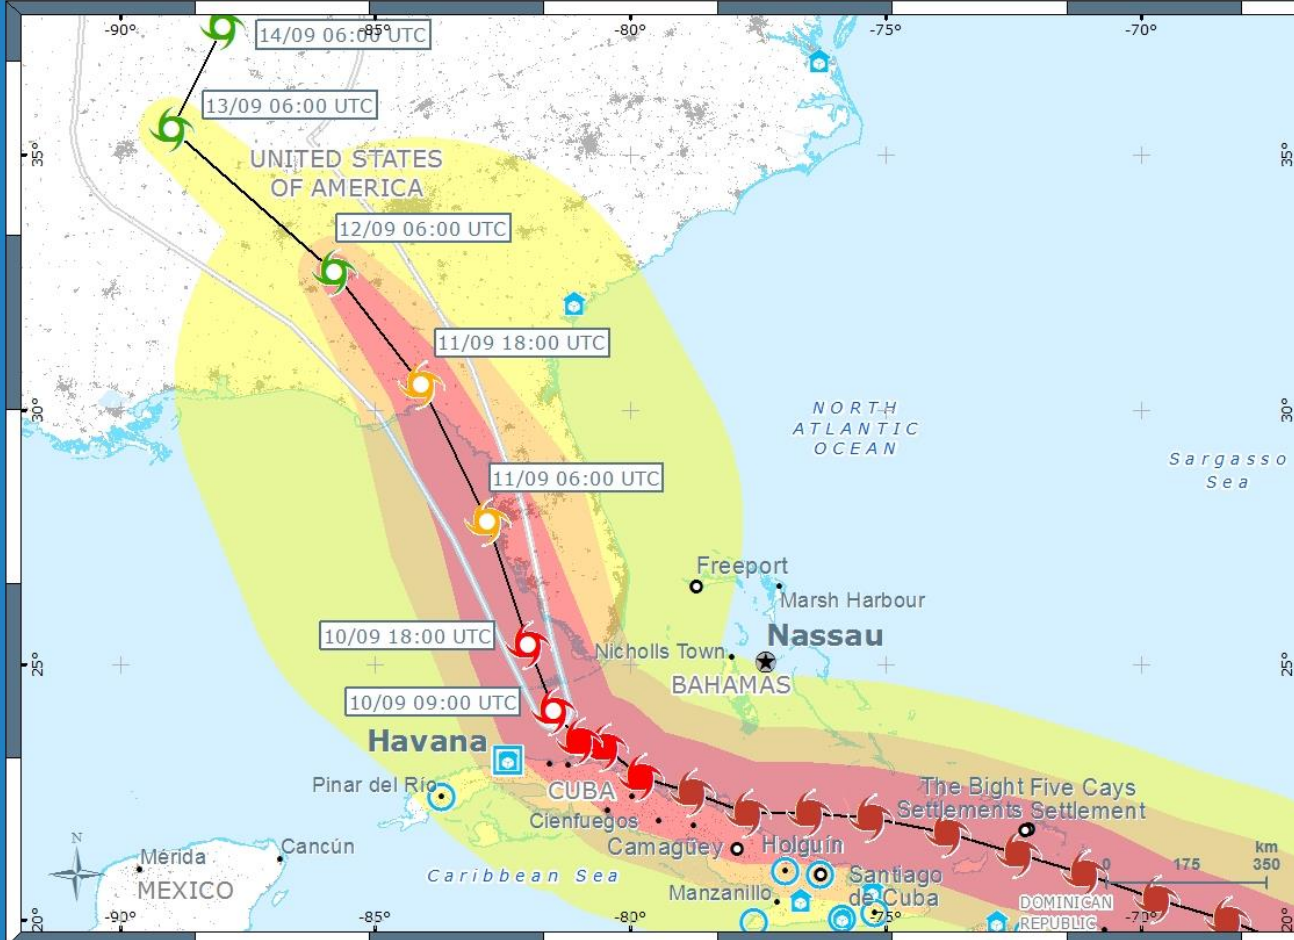 -90°
-85°
-80°
-75°
-70°
14/09 06:00 UTC
13/09 06:00 UTC
35°
35°
UNITED STATES
OF AMERICA
12/09 06:00 UTC
11/09 18:00 UTC
30°
30°
NORTH
ATLANTIC
OCEAN
Sargasso
Sea
11/09 06:00 UTC
Freeport
Marsh Harbour
10/09 18:00 UTC
Nassau
Nicholls Town
25°
25°
BAHAMAS
10/09 09:00 UTC
Havana
Pinar del Río
CUBA
The Bight
Settlements
Five Cays
Settlement
Cienfuegos
Camagüey
Holguín
N
Mérida
Cancún
MEXICO
Caribbean Sea
Manzanillo
Santiago
de Cuba
km
0 175 350
DOMINICAN
REPUBLIC
20°
20°
-90°
-85°
-80°
-75°
-70°